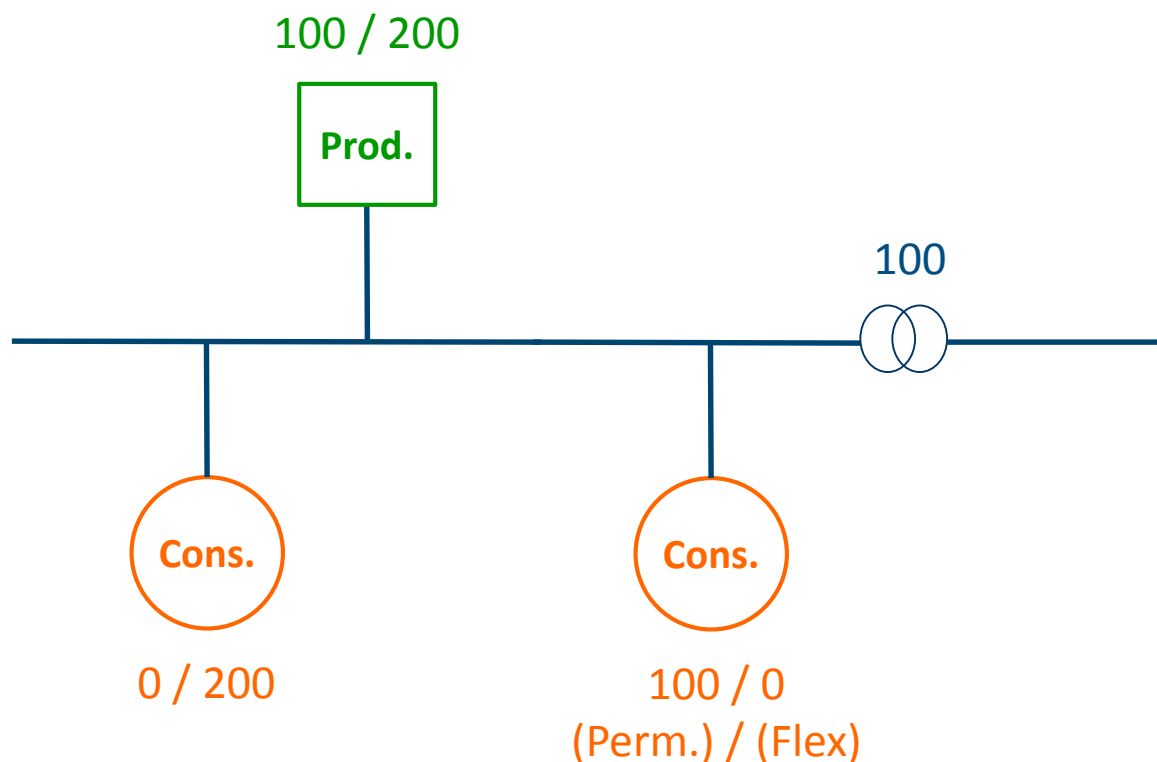 100 / 200
Prod.
100
Cons.
Cons.
0 / 200
100 / 0
(Perm.) / (Flex)